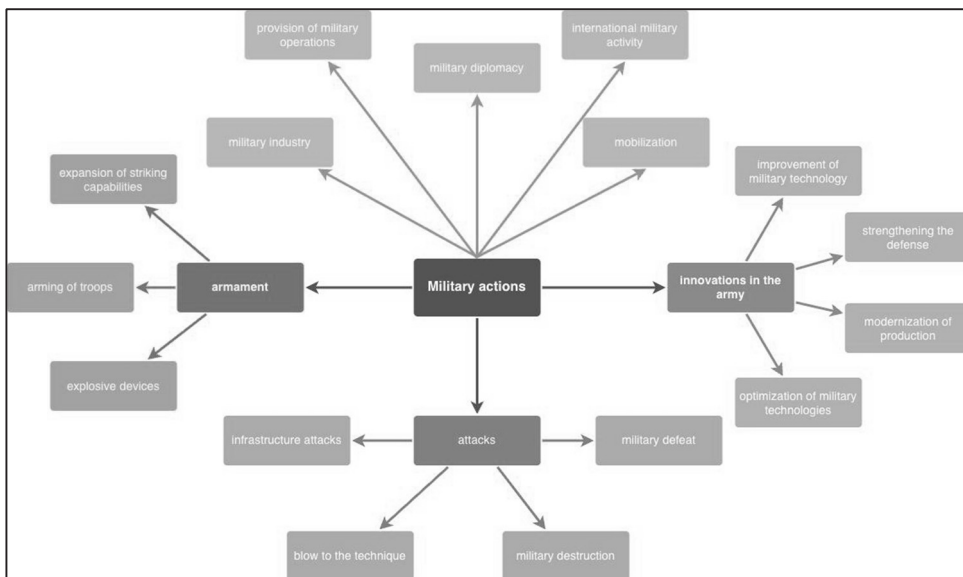 provision of military
operations
international military
activity
military diplomacy
military industry
mobilization
improvement of
military technology
expansion of striking
capabilities
strengthening the
defense
arming of troops
armament
Military actions
innovations in the
army
modernization of
production
explosive devices
optimization of military
technologies
infrastructure attacks
attacks
military defeat
blow to the technique
military destruction